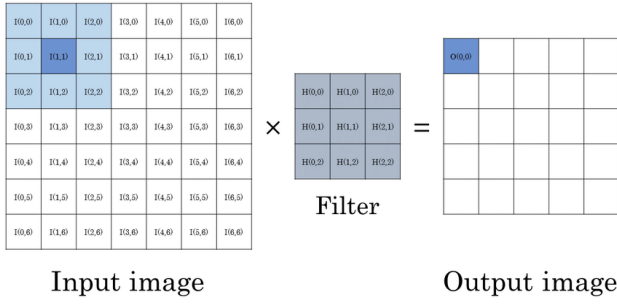 I(0,0) I(1,0) I(2,0) I(3,0) I(4,0) I(5,0) I(6,0)
I(0,1) I(1,1) I(2,1) I(3,1) I(4,1) I(5,1) I(6,1)
I(0,2) I(1,2) I(2,2) I(3,2) I(4,2) I(5,2) I(6,2)
I(0,3) I(1,3) I(2,3) I(3,3) I(4,3) I(5,3) I(6,3)
I(0,4) I(1,4) I(2,4) I(3,4) I(4,4) I(5,4) I(6,4)
I(0,5) I(1,5) I(2,5) I(3,5) I(4,5) I(5,5) I(6,5)
I(0,6) I(1,6) I(2,6) I(3,6) I(4,6) I(5,6) I(6,6)
Input image
×
H(0,0) H(1,0) H(2,0)
H(0,1) H(1,1) H(2,1)
H(0,2) H(1,2) H(2,2)
Filter
=
O(0,0)
Output image